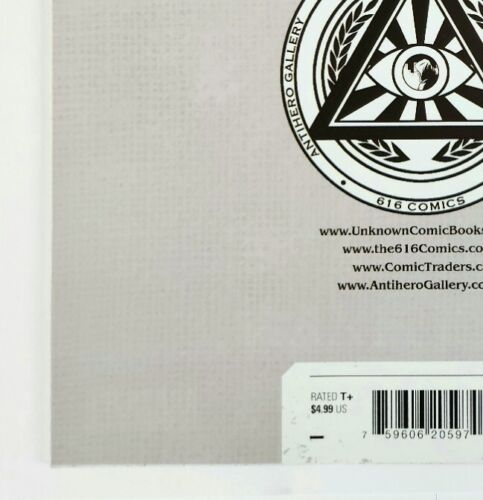 ANTIHERO GALLERY
616 COMICS
www.UnknownComicBooks
www.the616Comics.co
www.ComicTraders.c
www.AntiheroGallery.co
RATED T+
$4.99 US
7 59606 20597